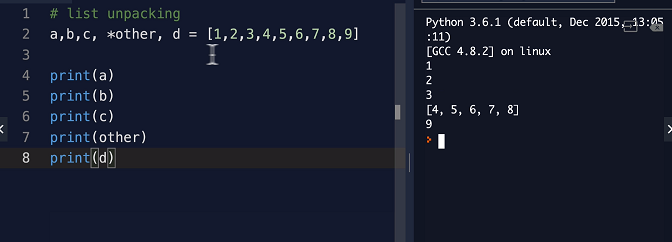 1 # list unpacking
2 a,b,c, *other, d = [1,2,3,4,5,6,7,8,9]
3
4 print(a)
5 print(b)
6 print(c)
7 print(other)
8 print(d)
Python 3.6.1 (default, Dec 2015, 13:05
:11)
[GCC 4.8.2] on linux
1
2
3
[4, 5, 6, 7, 8]
9